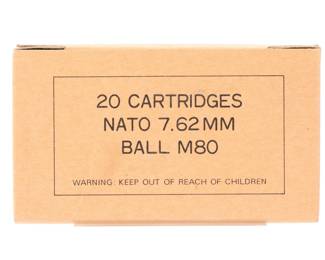 20 CARTRIDGES
NATO 7.62MM
BALL M80
WARNING: KEEP OUT OF REACH OF CHILDREN